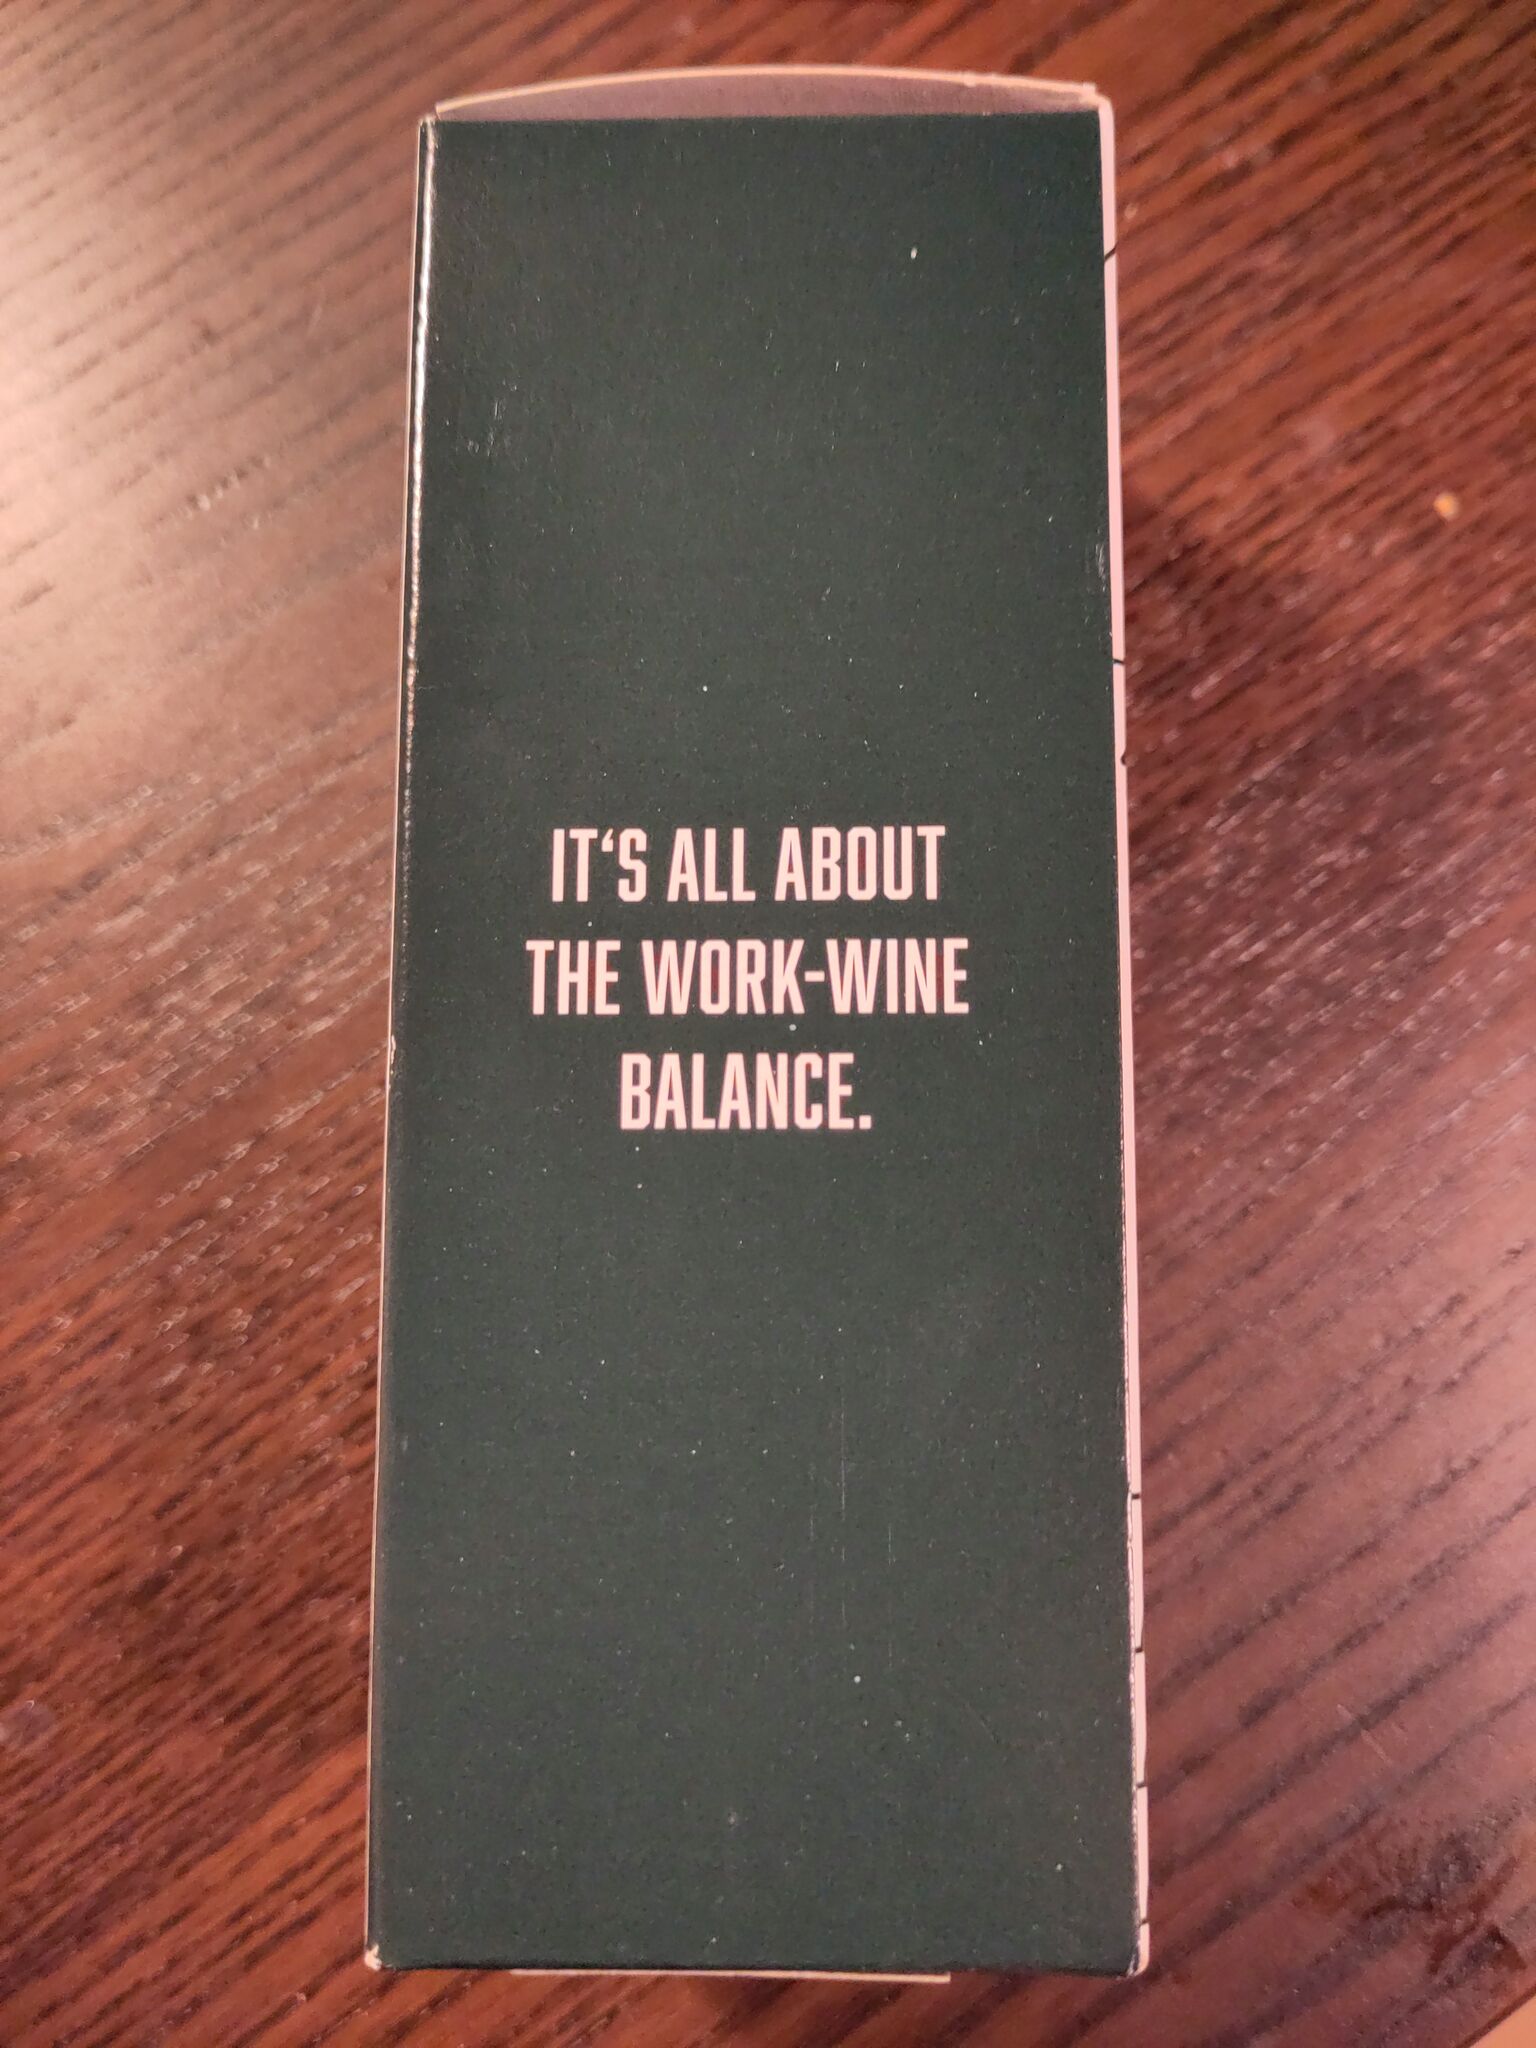 IT‘S ALL ABOUT
THE WORK-WINE
BALANCE.